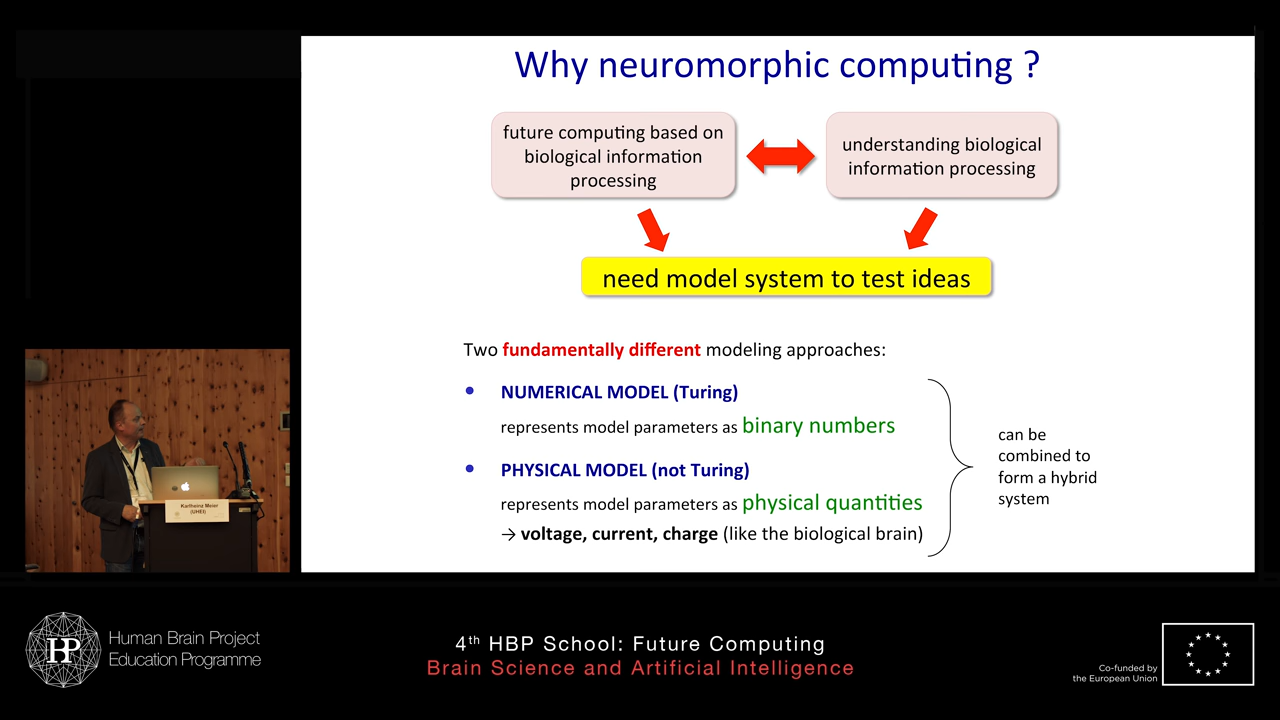 Why neuromorphic computing ?
future computing based on
biological information
processing
understanding biological
information processing
need model system to test ideas
Two fundamentally different modeling approaches:
• NUMERICAL MODEL (Turing)
represents model parameters as binary numbers
• PHYSICAL MODEL (not Turing)
represents model parameters as physical quantities
→ voltage, current, charge (like the biological brain)
can be
combined to
form a hybrid
system
Karlheinz Meier
(UHEI)
HBP
Human Brain Project
Education Programme
4th HBP School: Future Computing
Brain Science and Artificial Intelligence
Co-funded by
the European Union